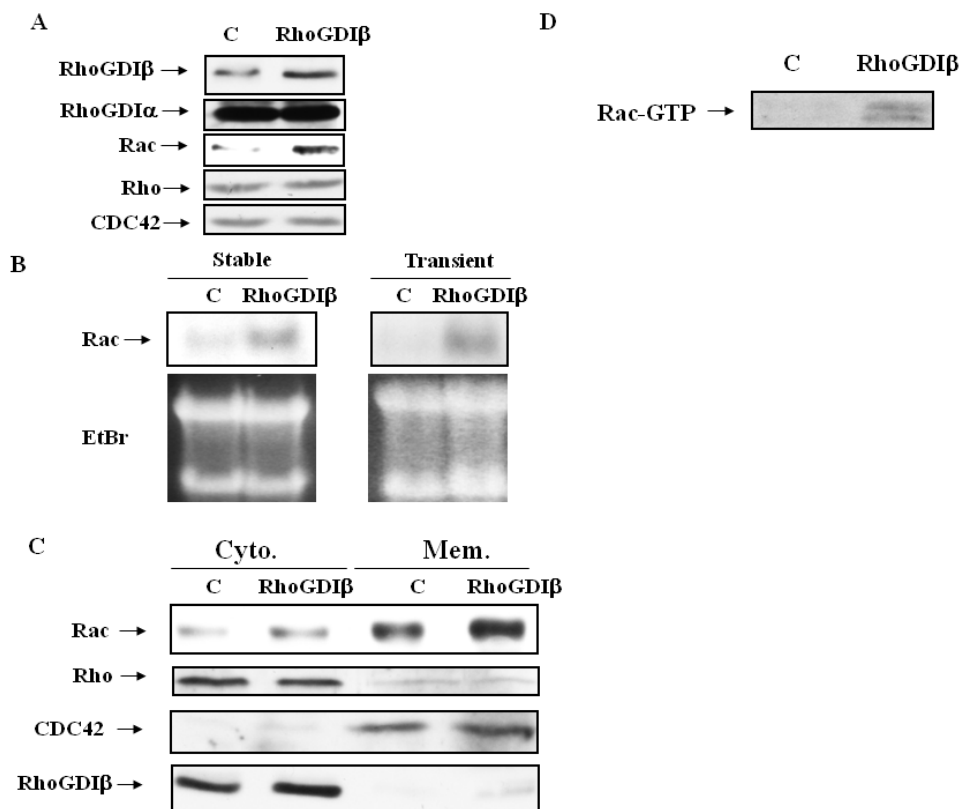 A
C RhoGDIβ
RhoGDIβ
RhoGDIα
Rac
Rho
CDC42
B
Stable Transient
C RhoGDIβ C RhoGDIβ
Rac
EtBr
C
Cyto. Mem.
C RhoGDIβ C RhoGDIβ
Rac
Rho
CDC42
RhoGDIβ
D
C RhoGDIβ
Rac-GTP